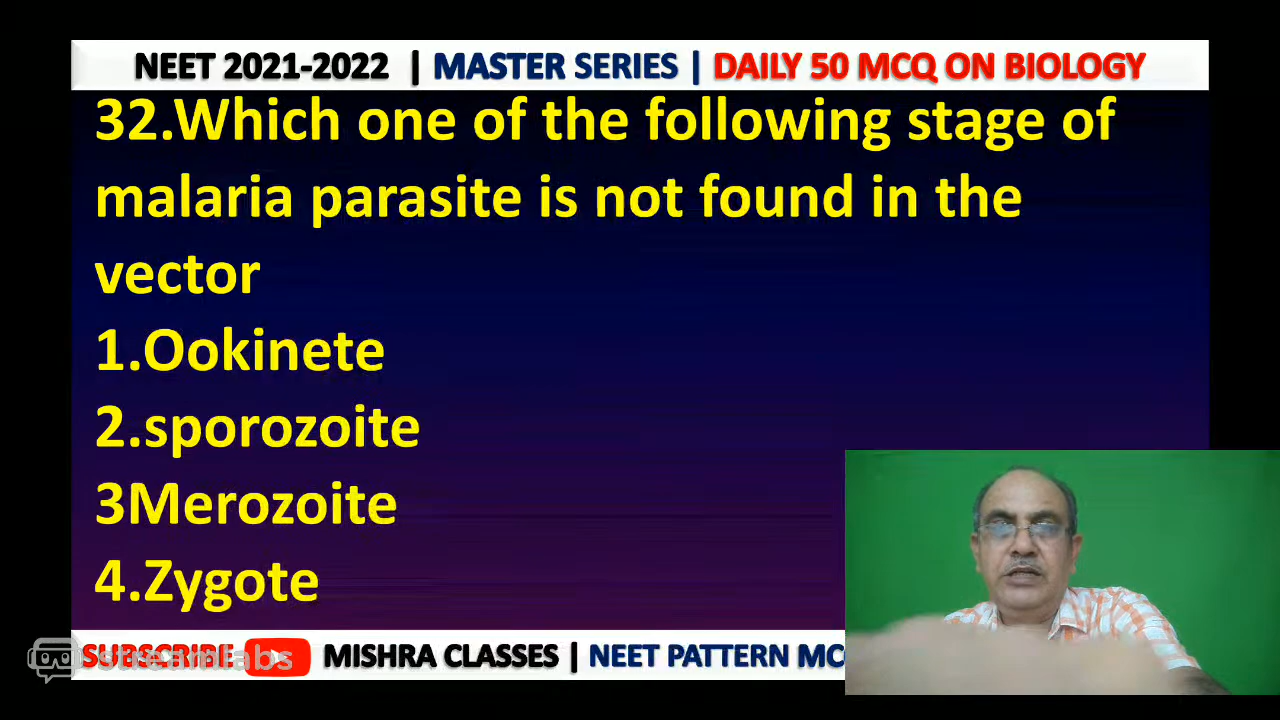 NEET 2021-2022 | MASTER SERIES | DAILY 50 MCQ ON BIOLOGY
32.Which one of the following stage of
malaria parasite is not found in the
vector
1.Ookinete
2.sporozoite
3Merozoite
4.Zygote
SUBSCRIBE MISHRA CLASSES | NEET PATTERN MC
streamlabs